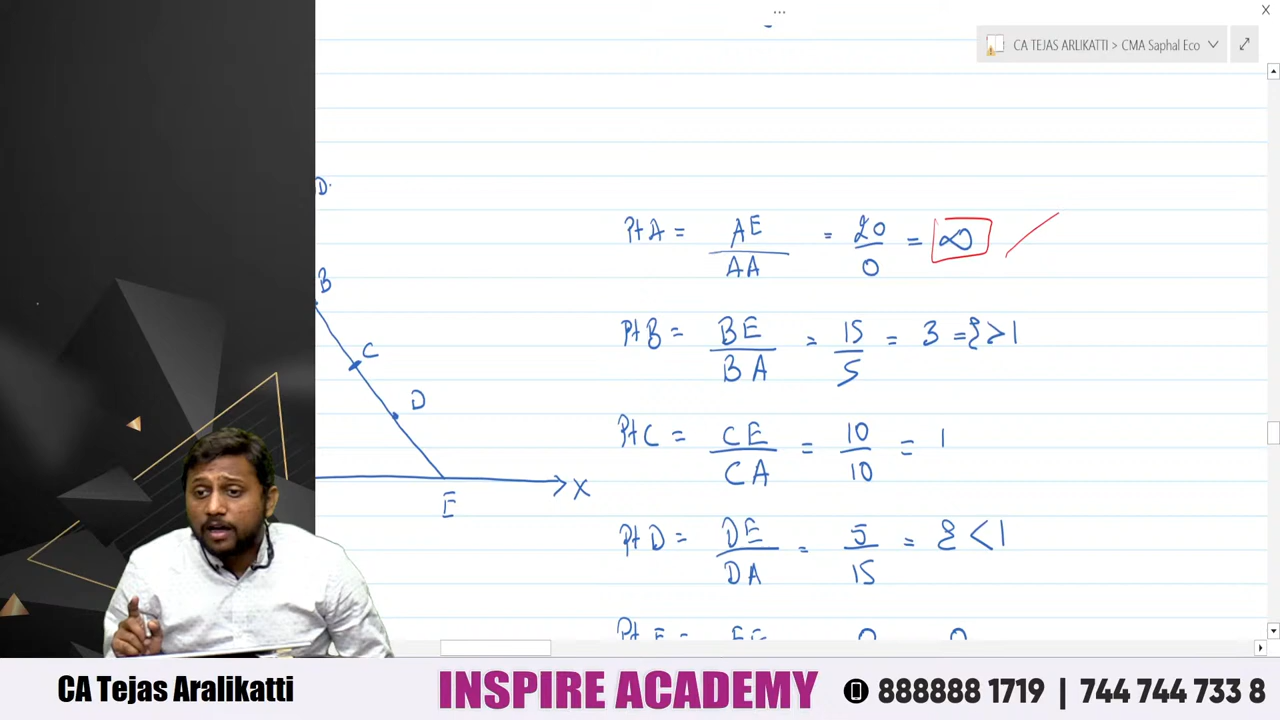 CA TEJAS ARLIKATTI > CMA Saphal Eco
D.
Pt A = AE / AA = 20 / 0 = ∞
B
Pt B = BE / BA = 15 / 5 = 3 = ξ > 1
C
D
Pt C = CE / CA = 10 / 10 = 1
X
E
Pt D = DE / DA = 5 / 15 = ξ < 1
CA Tejas Aralikatti
INSPIRE ACADEMY
888888 1719 | 744 744 733 8